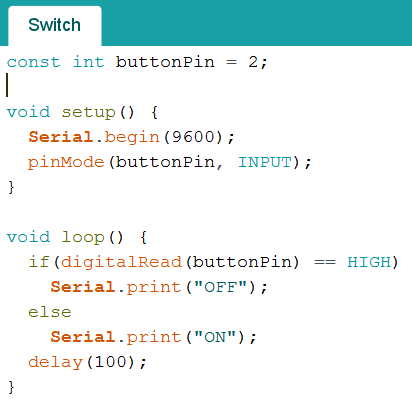 Switch
const int buttonPin = 2;
void setup() {
Serial.begin(9600);
pinMode(buttonPin, INPUT);
}
void loop() {
if(digitalRead(buttonPin) == HIGH)
Serial.print("OFF");
else
Serial.print("ON");
delay(100);
}